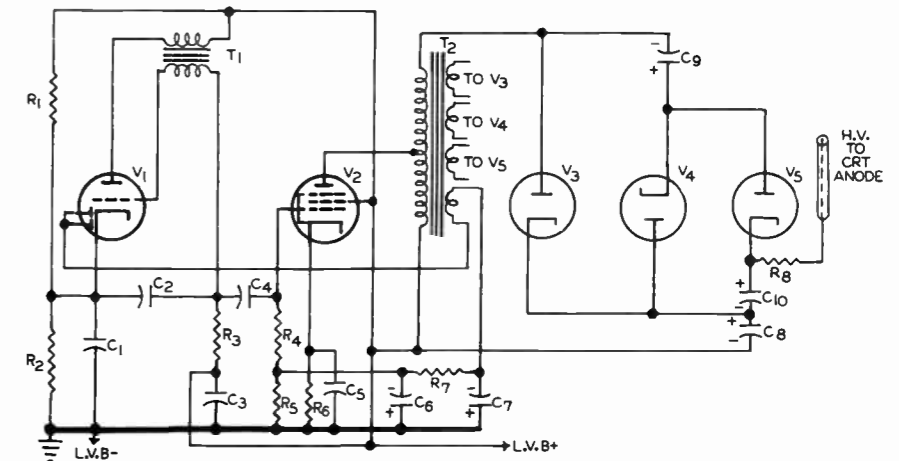 T1
T2
C9
R1
TO V3
TO V4
TO V5
H.V.
TO
CRT
ANODE
V1
V2
V3
V4
V5
R8
C2
C4
C10
C8
R2
C1
R3
R4
C3
R5
R6
C5
R7
C6
C7
L.V.B-
L.V.B+